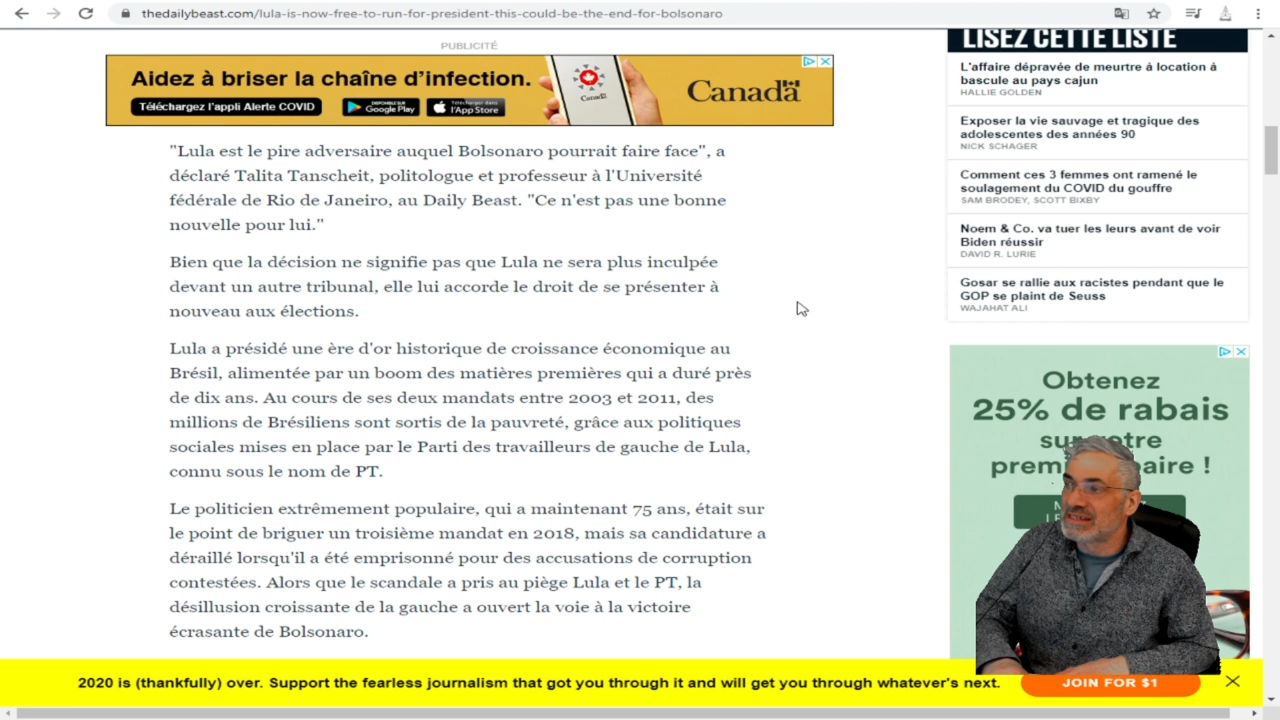 thedailybeast.com/lula-is-now-free-to-run-for-president-this-could-be-the-end-for-bolsonaro
PUBLICITÉ
Aidez à briser la chaîne d'infection.
Téléchargez l'appli Alerte COVID
DISPONIBLE SUR
Google Play
Télécharger dans
l'App Store
Canada
Canada
"Lula est le pire adversaire auquel Bolsonaro pourrait faire face", a
déclaré Talita Tanscheit, politologue et professeur à l'Université
fédérale de Rio de Janeiro, au Daily Beast. "Ce n'est pas une bonne
nouvelle pour lui."
Bien que la décision ne signifie pas que Lula ne sera plus inculpée
devant un autre tribunal, elle lui accorde le droit de se présenter à
nouveau aux élections.
Lula a présidé une ère d'or historique de croissance économique au
Brésil, alimentée par un boom des matières premières qui a duré près
de dix ans. Au cours de ses deux mandats entre 2003 et 2011, des
millions de Brésiliens sont sortis de la pauvreté, grâce aux politiques
sociales mises en place par le Parti des travailleurs de gauche de Lula,
connu sous le nom de PT.
Le politicien extrêmement populaire, qui a maintenant 75 ans, était sur
le point de briguer un troisième mandat en 2018, mais sa candidature a
déraillé lorsqu'il a été emprisonné pour des accusations de corruption
contestées. Alors que le scandale a pris au piège Lula et le PT, la
désillusion croissante de la gauche a ouvert la voie à la victoire
écrasante de Bolsonaro.
LISEZ CETTE LISTE
L'affaire dépravée de meurtre à location à
bascule au pays cajun
HALLIE GOLDEN
Exposer la vie sauvage et tragique des
adolescentes des années 90
NICK SCHAGER
Comment ces 3 femmes ont ramené le
soulagement du COVID du gouffre
SAM BRODEY, SCOTT BIXBY
Noem & Co. va tuer les leurs avant de voir
Biden réussir
DAVID R. LURIE
Gosar se rallie aux racistes pendant que le
GOP se plaint de Seuss
WAJAHAT ALI
Obtenez
25% de rabais
2020 is (thankfully) over. Support the fearless journalism that got you through it and will get you through whatever's next.
JOIN FOR $1